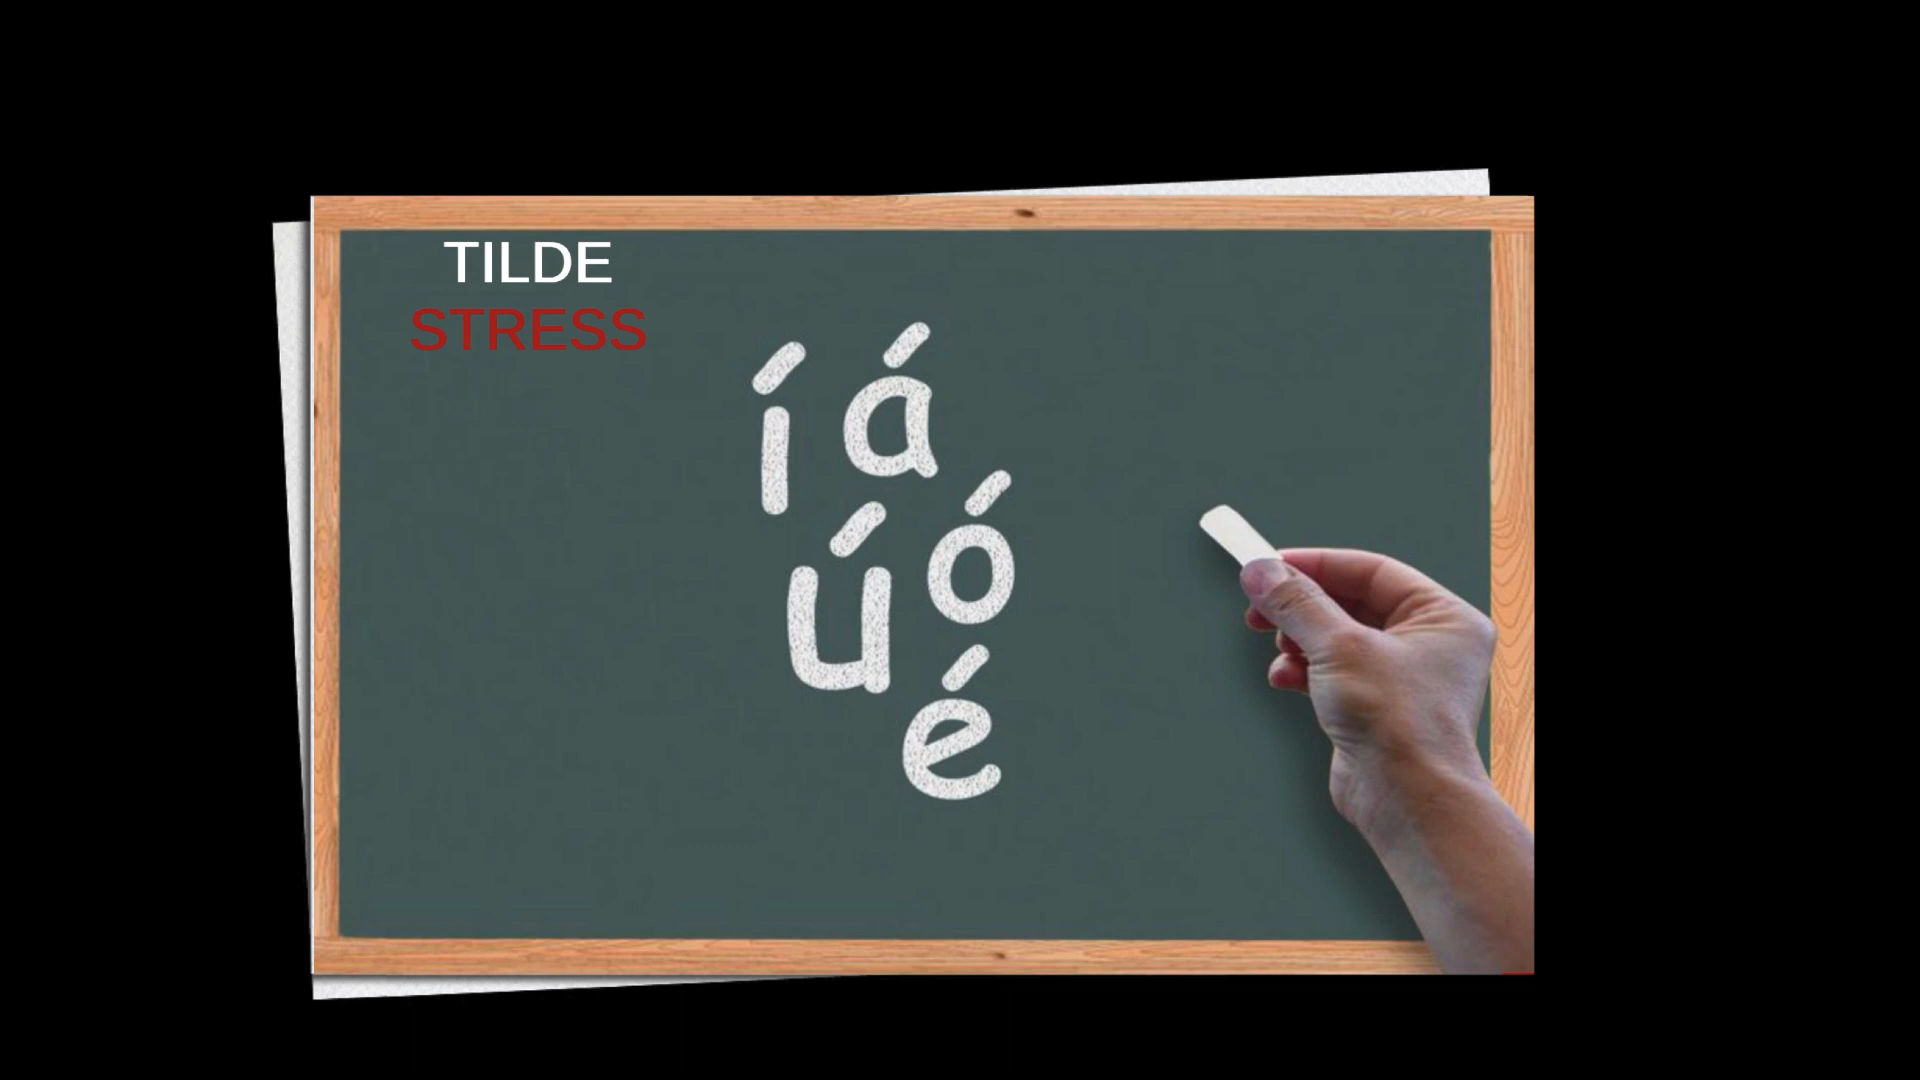 TILDE
STRESS
í á
ú ó
é